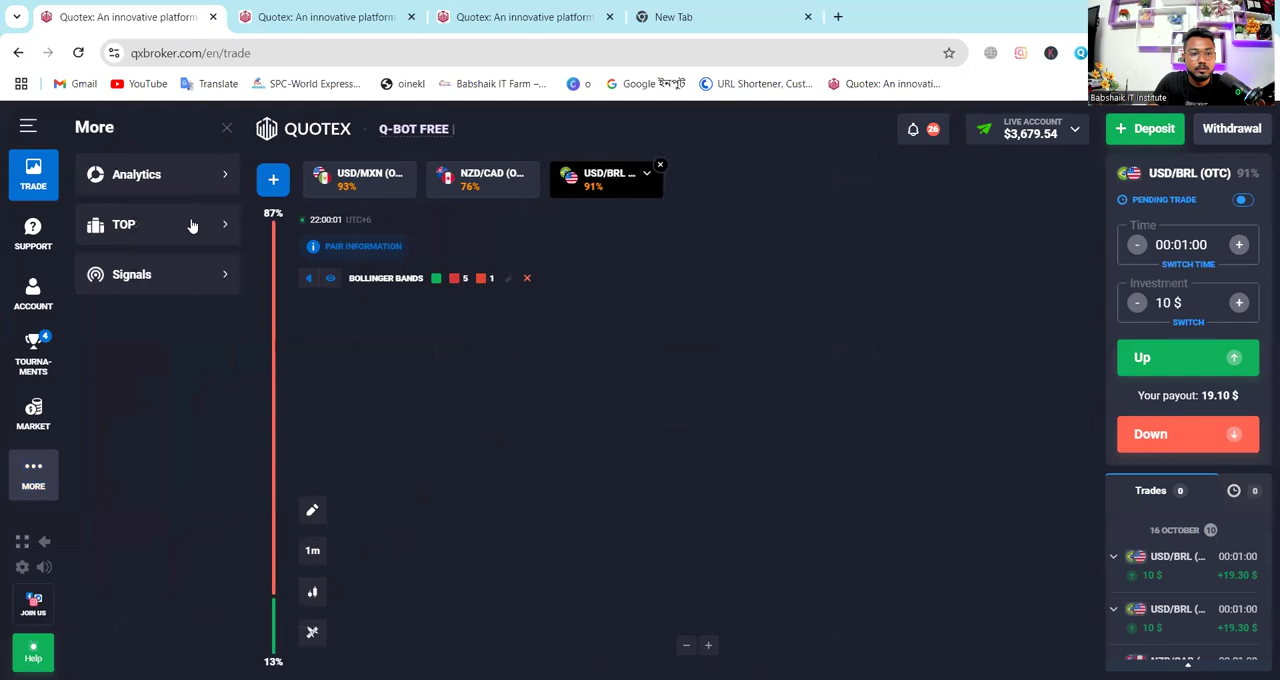 Quotex: An innovative platform
Quotex: An innovative platform
Quotex: An innovative platform
New Tab
qxbroker.com/en/trade
Gmail
YouTube
Translate
SPC-World Express...
oinekl
Babshaik IT Farm –...
o
Google ইনপুট
URL Shortener, Cust...
Quotex: An innovati...
Babshaik IT Institute
More
QUOTEX
Q-BOT FREE
26
LIVE ACCOUNT
$3,679.54
+ Deposit
Withdrawal
TRADE
Analytics
TOP
Signals
SUPPORT
ACCOUNT
4
TOURNA-
MENTS
MARKET
MORE
JOIN US
Help
USD/MXN (O...
93%
NZD/CAD (O...
76%
USD/BRL ...
91%
87%
22:00:01 UTC+6
PAIR INFORMATION
BOLLINGER BANDS 5 1
1m
13%
USD/BRL (OTC) 91%
PENDING TRADE
Time
- 00:01:00 +
SWITCH TIME
Investment
- 10 $ +
SWITCH
Up
Your payout: 19.10 $
Down
Trades 0
0
16 OCTOBER 10
USD/BRL (... 00:01:00
10 $ +19.30 $
USD/BRL (... 00:01:00
10 $ +19.30 $